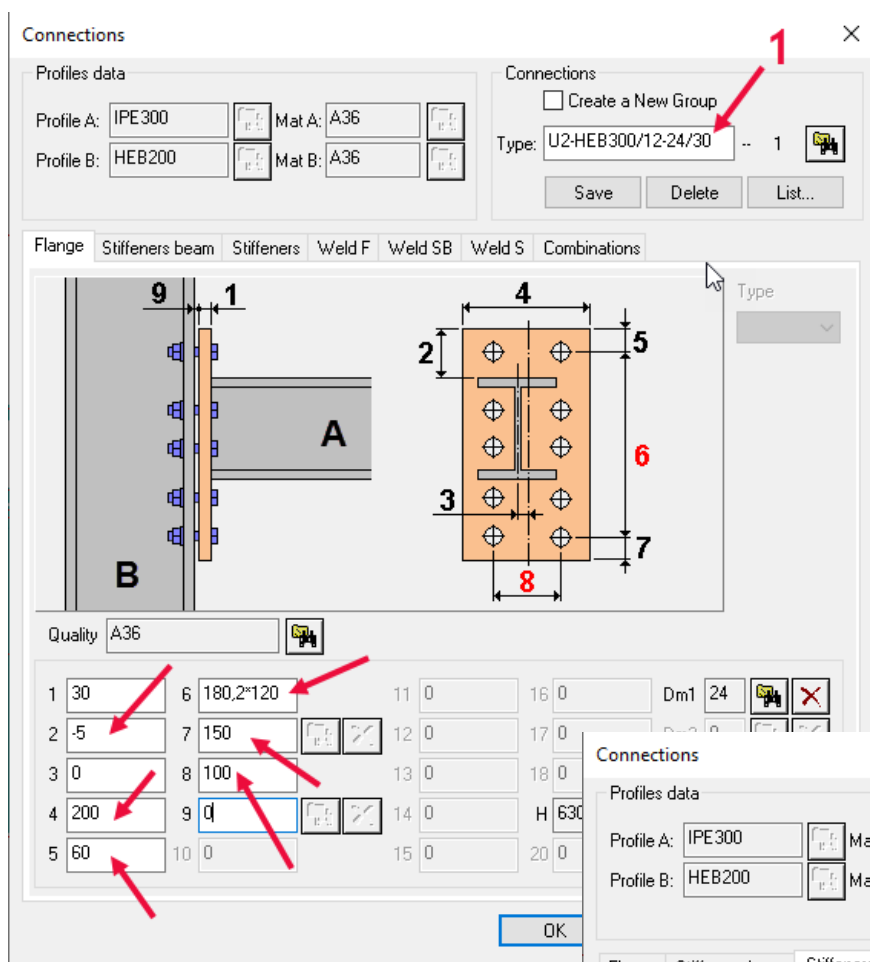 Connections
1
Profiles data
Profile A: IPE300 Mat A: A36
Profile B: HEB200 Mat B: A36
Connections
Create a New Group
Type: U2-HEB300/12-24/30 -- 1
Save Delete List...
Flange Stiffeners beam Stiffeners Weld F Weld SB Weld S Combinations
9 1 4
2 5
A
6
3
B
8 7
Type
Quality A36
1 30 6 180,2*120 11 0 16 0 Dm1 24
2 -5 7 150 12 0 17 0
3 0 8 100 13 0 18 0
4 200 9 0 14 0 H 630
5 60 10 0 15 0 20 0
OK
Connections
Profiles data
Profile A: IPE300
Profile B: HEB200